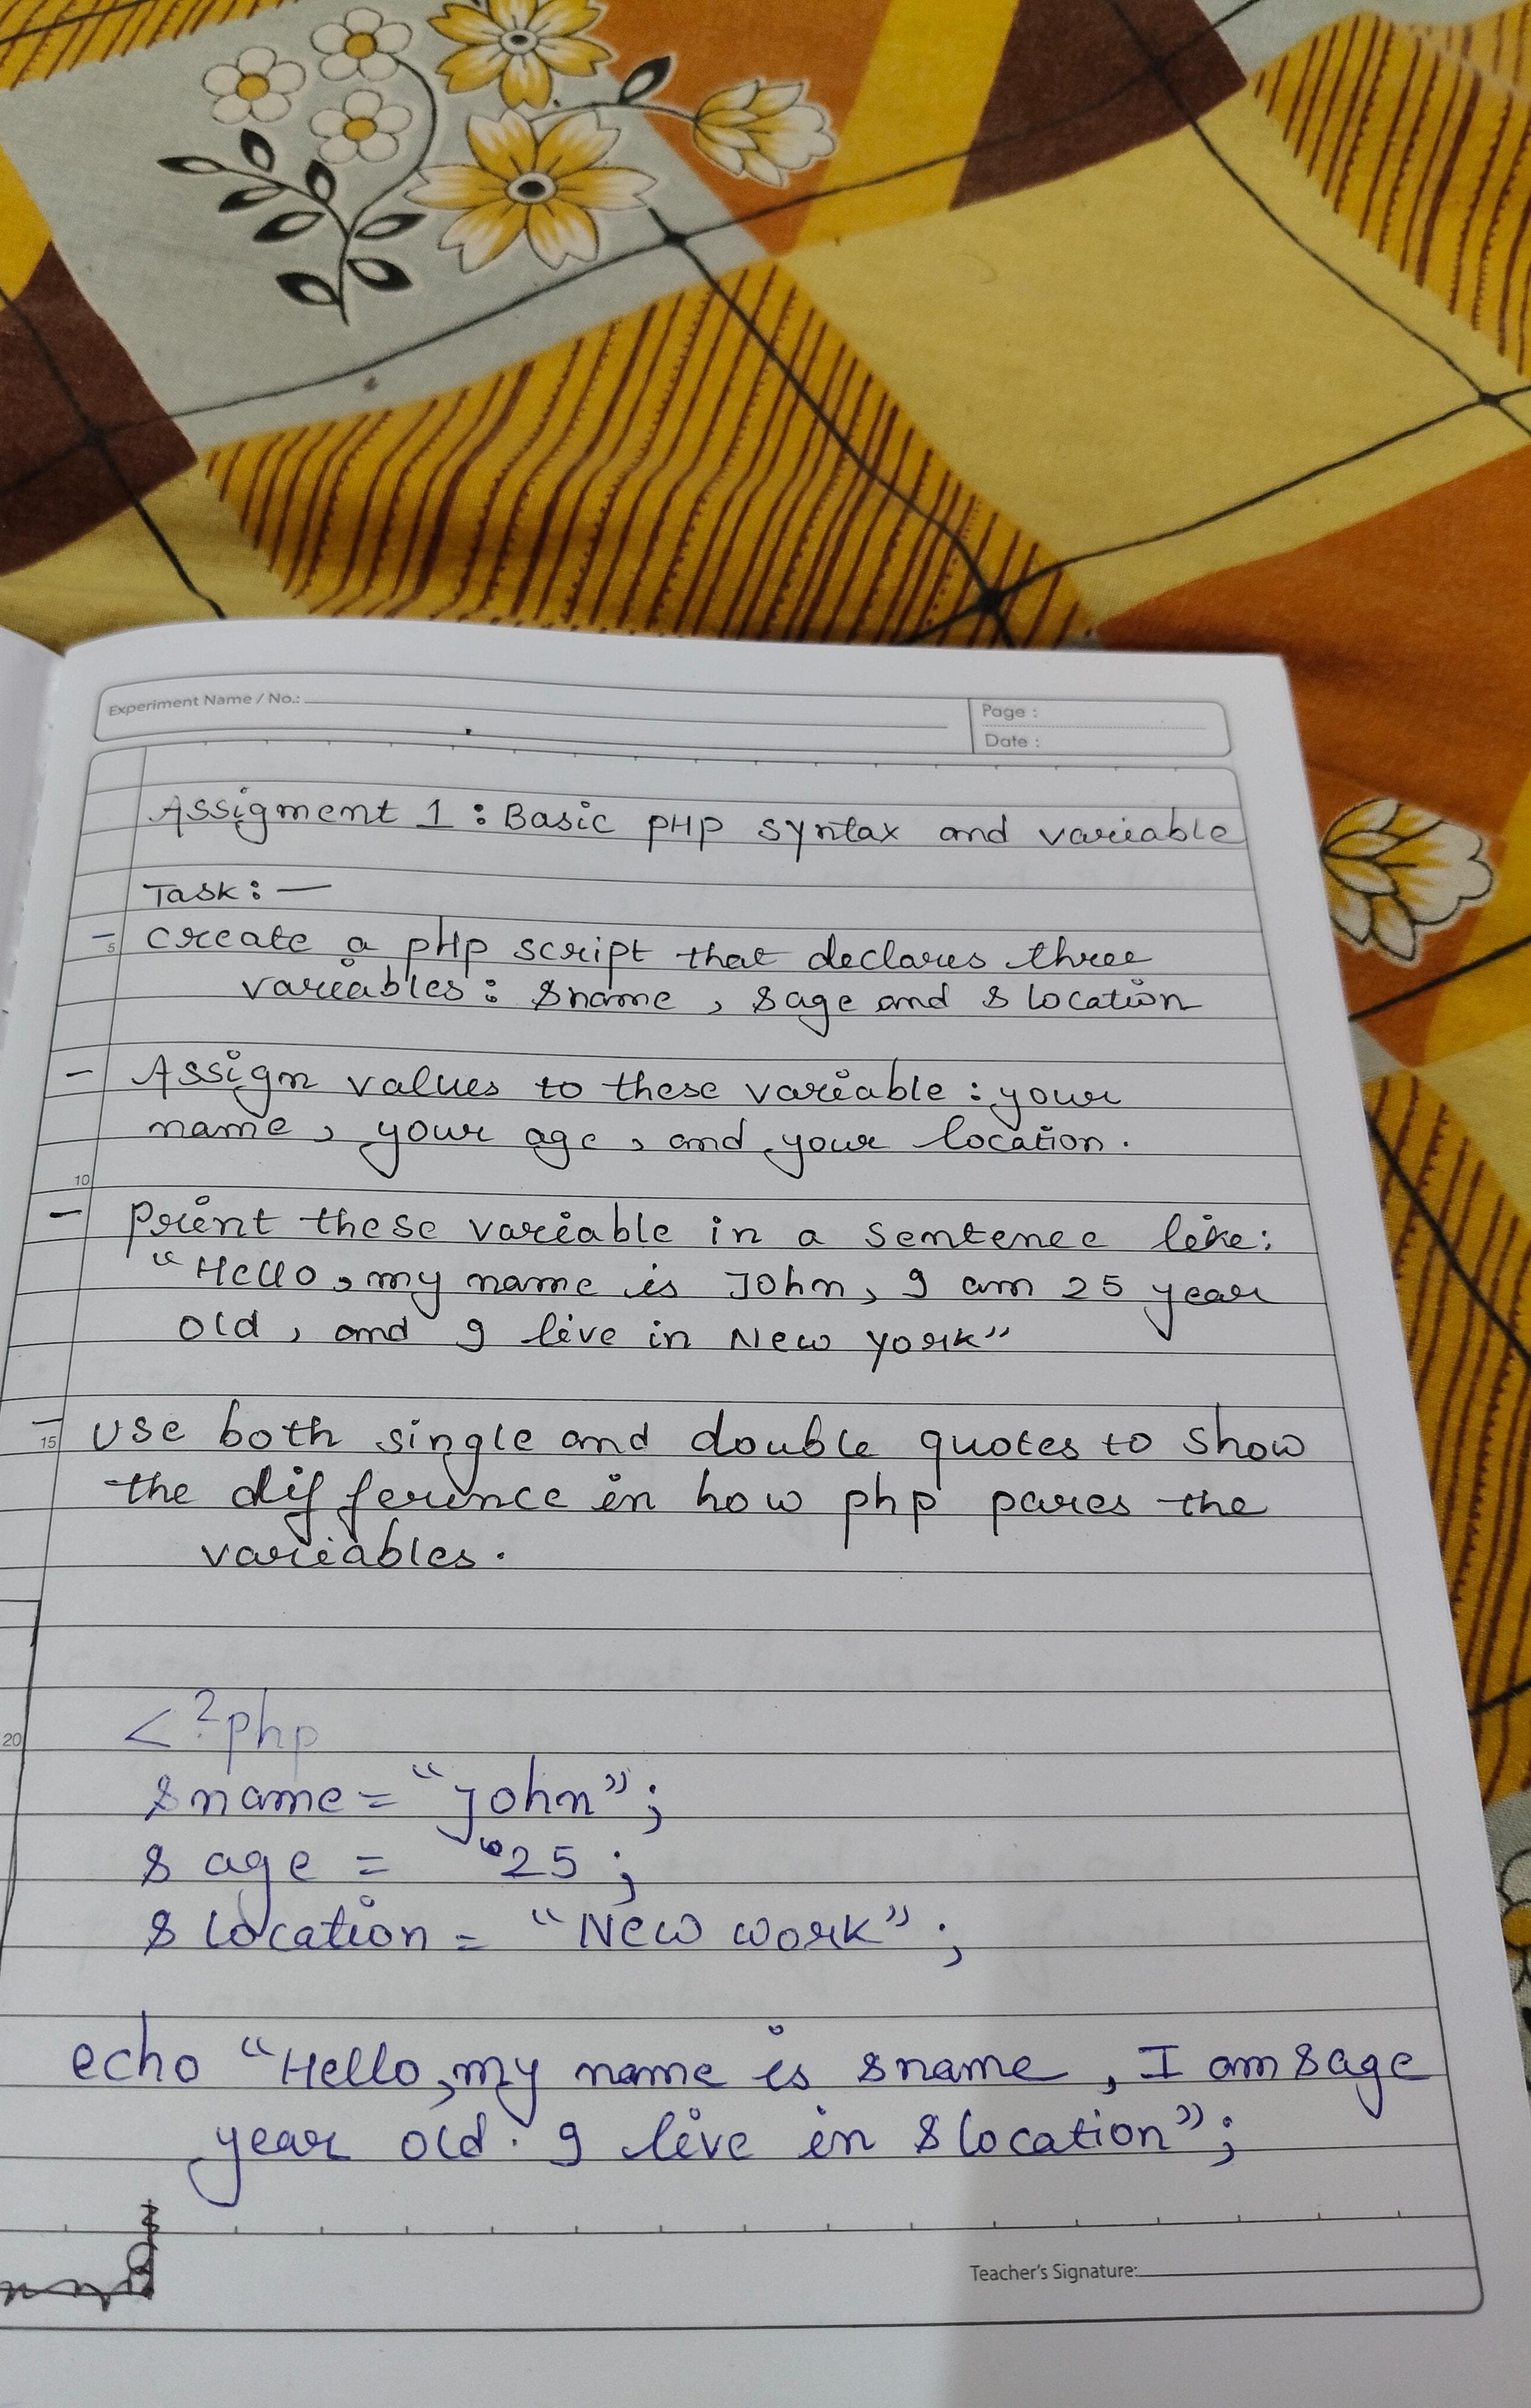 Experiment Name / No.:
Page :
Date :
Assigment 1 : Basic PHP syntax and variable
Task : —
5
– create a pHp script that declares three
variables : $name , $age and $ location
– Assign values to these variable : your
name , your age , and your location .
10
– Print these variable in a sentence like :
“Hello , my name is John , I am 25 year
old , and I live in New york”
– use both single and double quotes to show
15
the difference in how php pares the
variables .
<?php
20
$name = “John” ;
$ age = 25 ;
$ location = “New work” ;
echo “Hello , my name is $name , I am $age
year old . I live in $ location” ;
Teacher's Signature: